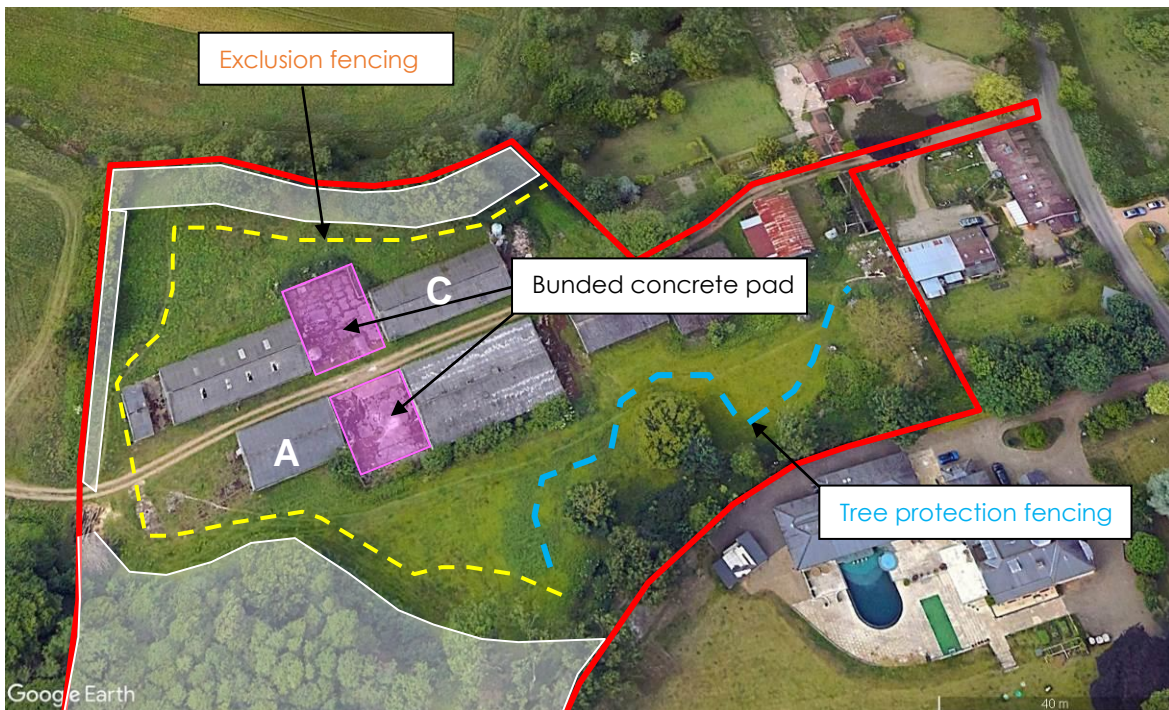 Exclusion fencing
C
Bunded concrete pad
A
Tree protection fencing
Google Earth
40 m